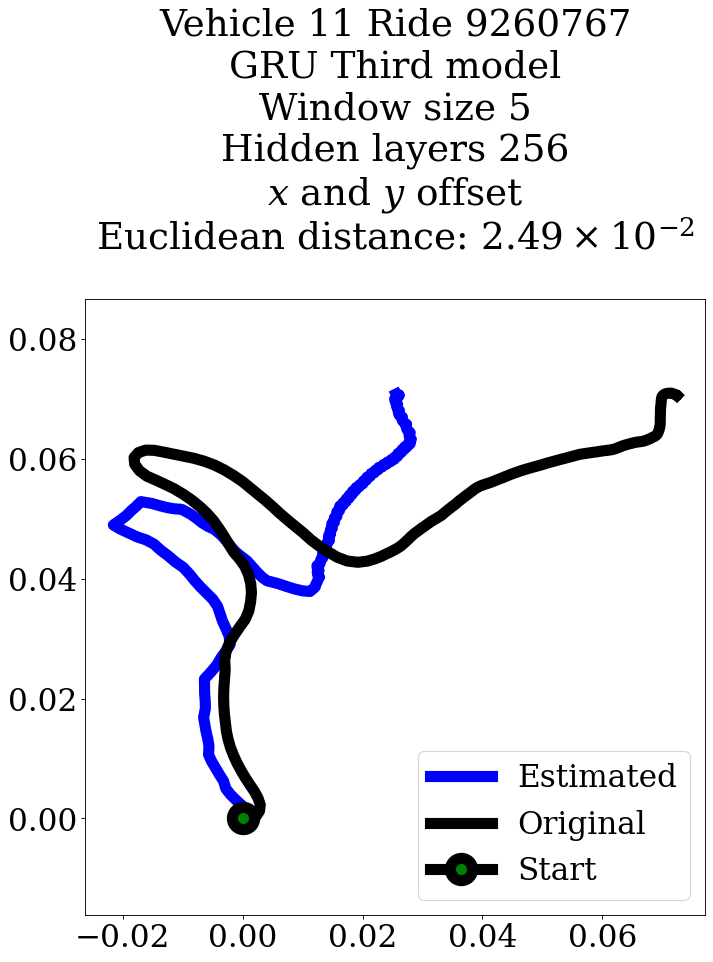 Vehicle 11 Ride 9260767
GRU Third model
Window size 5
Hidden layers 256
x and y offset
Euclidean distance: 2.49 × 10⁻²
0.08
0.06
0.04
0.02
0.00
Estimated
Original
Start
−0.02 0.00 0.02 0.04 0.06